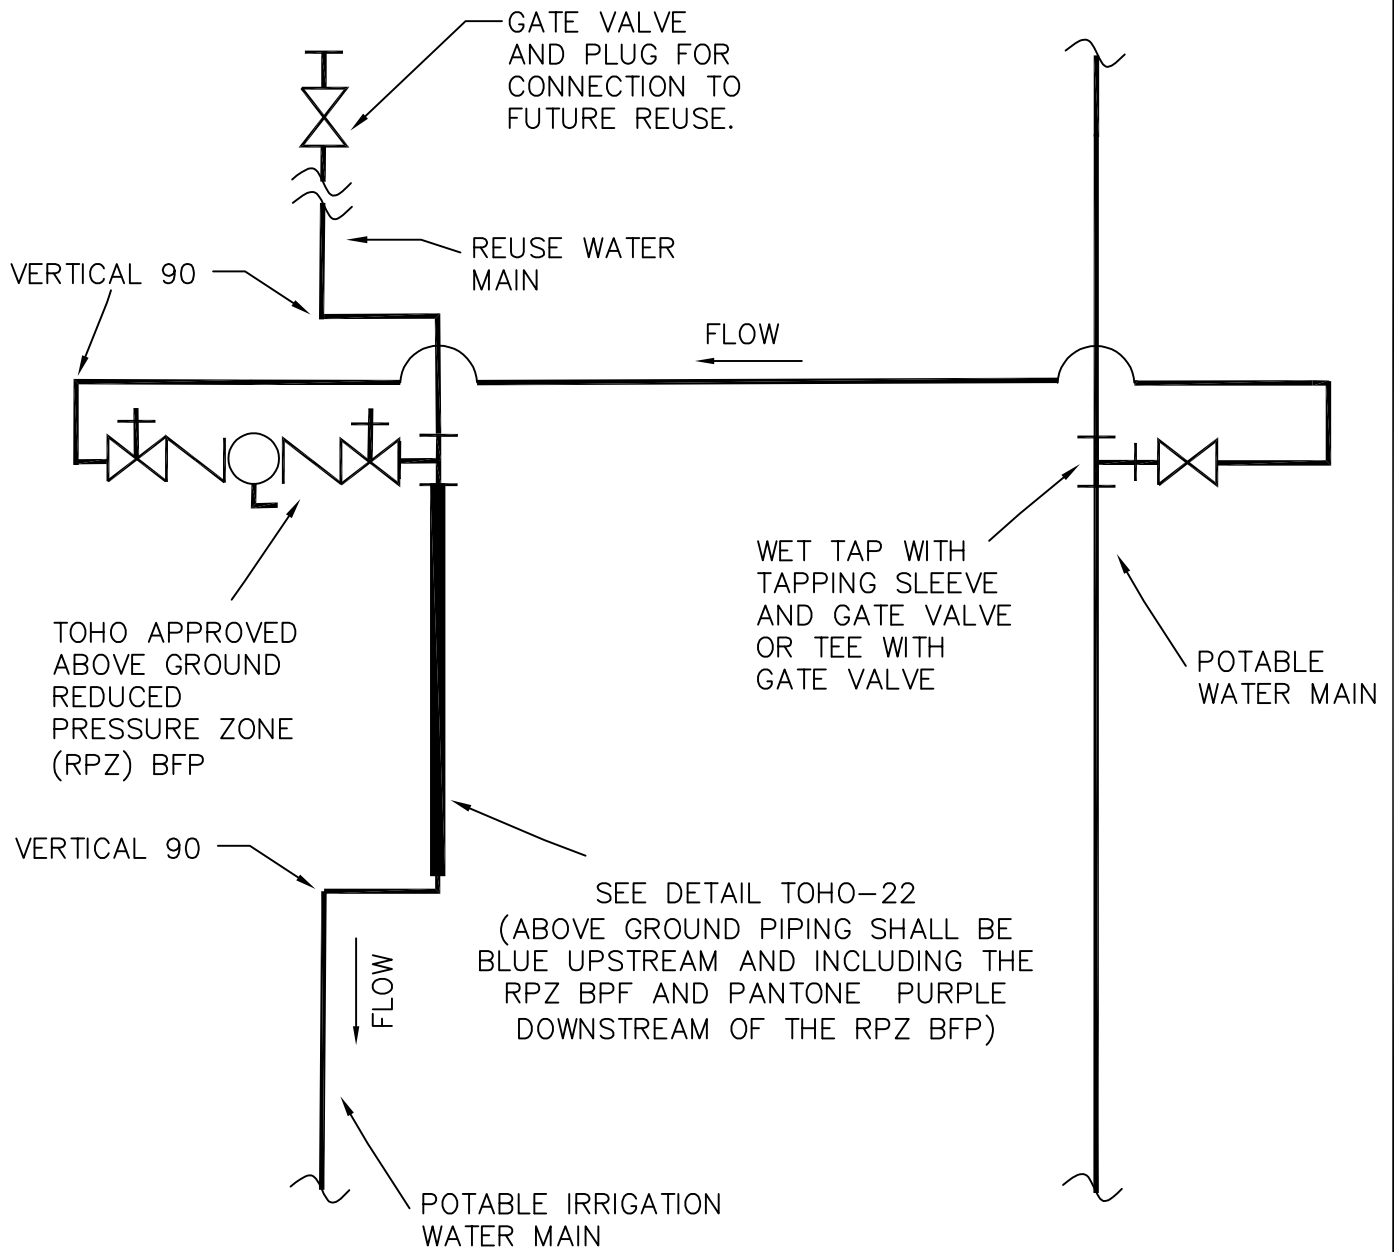 GATE VALVE
AND PLUG FOR
CONNECTION TO
FUTURE REUSE.
REUSE WATER
MAIN
VERTICAL 90
FLOW
WET TAP WITH
TAPPING SLEEVE
AND GATE VALVE
OR TEE WITH
GATE VALVE
TOHO APPROVED
ABOVE GROUND
REDUCED
PRESSURE ZONE
(RPZ) BFP
POTABLE
WATER MAIN
VERTICAL 90
SEE DETAIL TOHO-22
(ABOVE GROUND PIPING SHALL BE
BLUE UPSTREAM AND INCLUDING THE
RPZ BPF AND PANTONE PURPLE
DOWNSTREAM OF THE RPZ BFP)
FLOW
POTABLE IRRIGATION
WATER MAIN